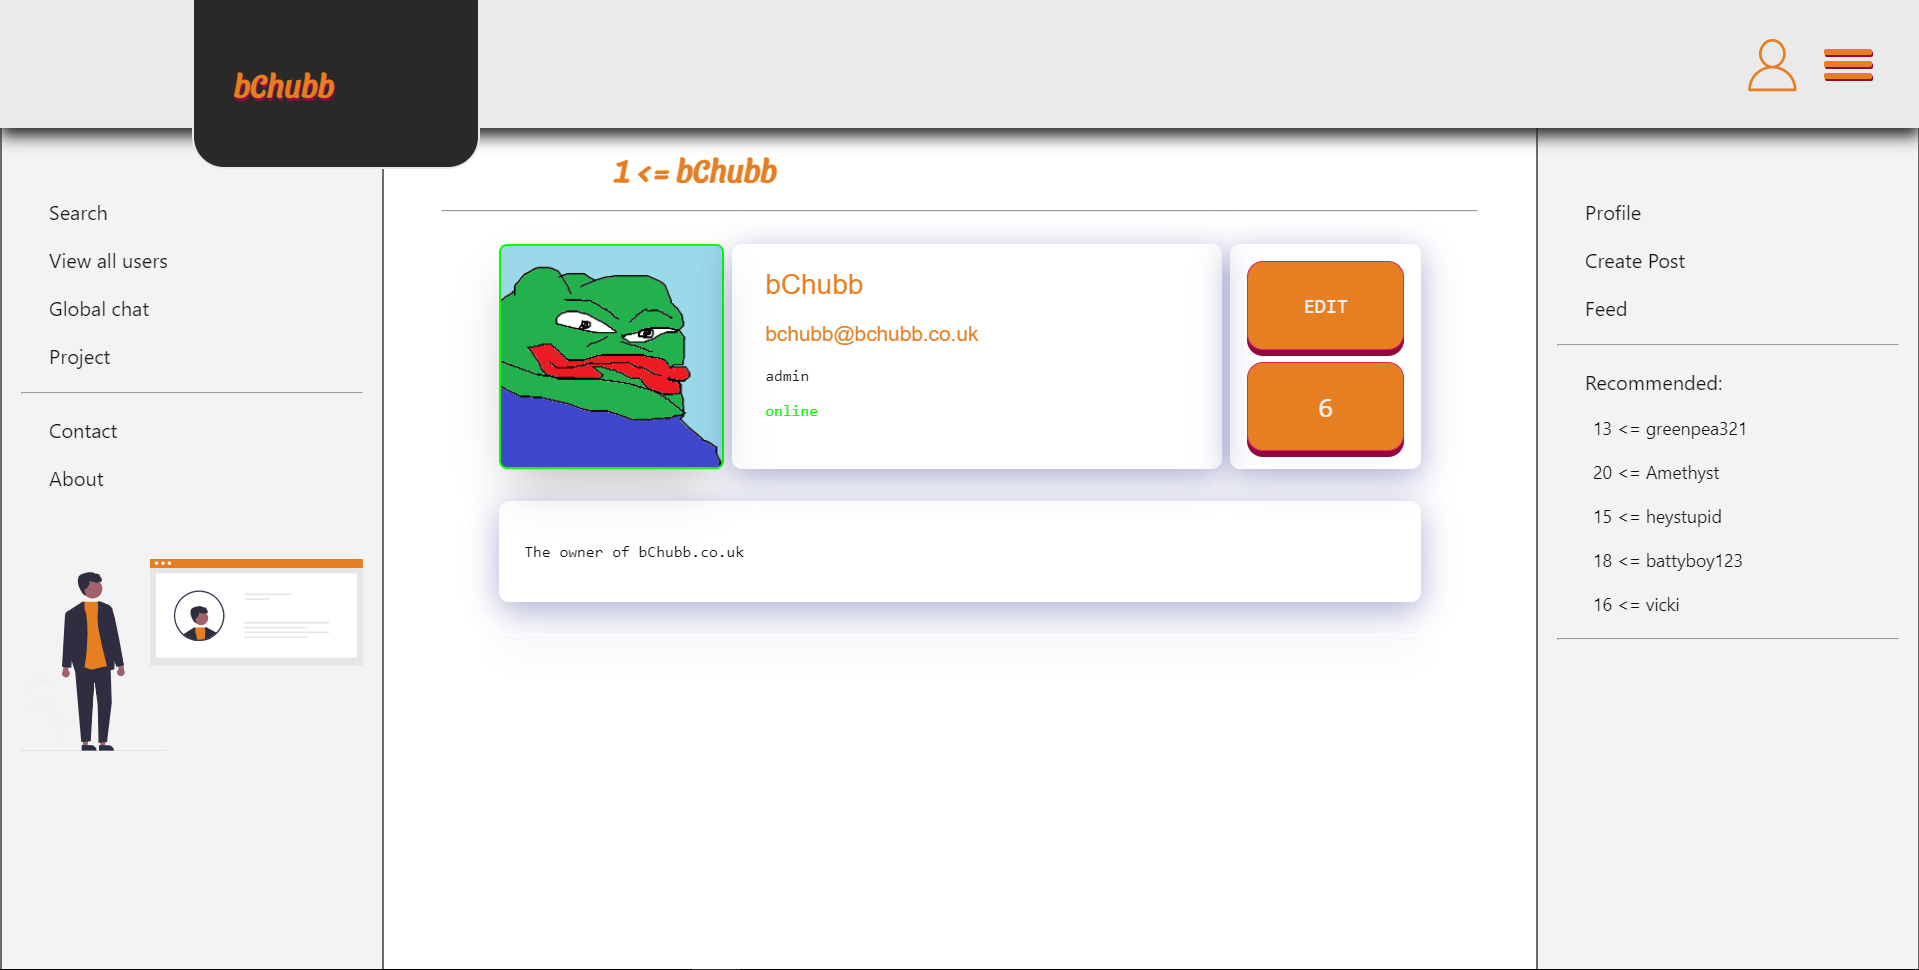 bChubb
Search
View all users
Global chat
Project
Contact
About
1 <= bChubb
bChubb
bchubb@bchubb.co.uk
admin
online
EDIT
6
The owner of bChubb.co.uk
Profile
Create Post
Feed
Recommended:
13 <= greenpea321
20 <= Amethyst
15 <= heystupid
18 <= battyboy123
16 <= vicki